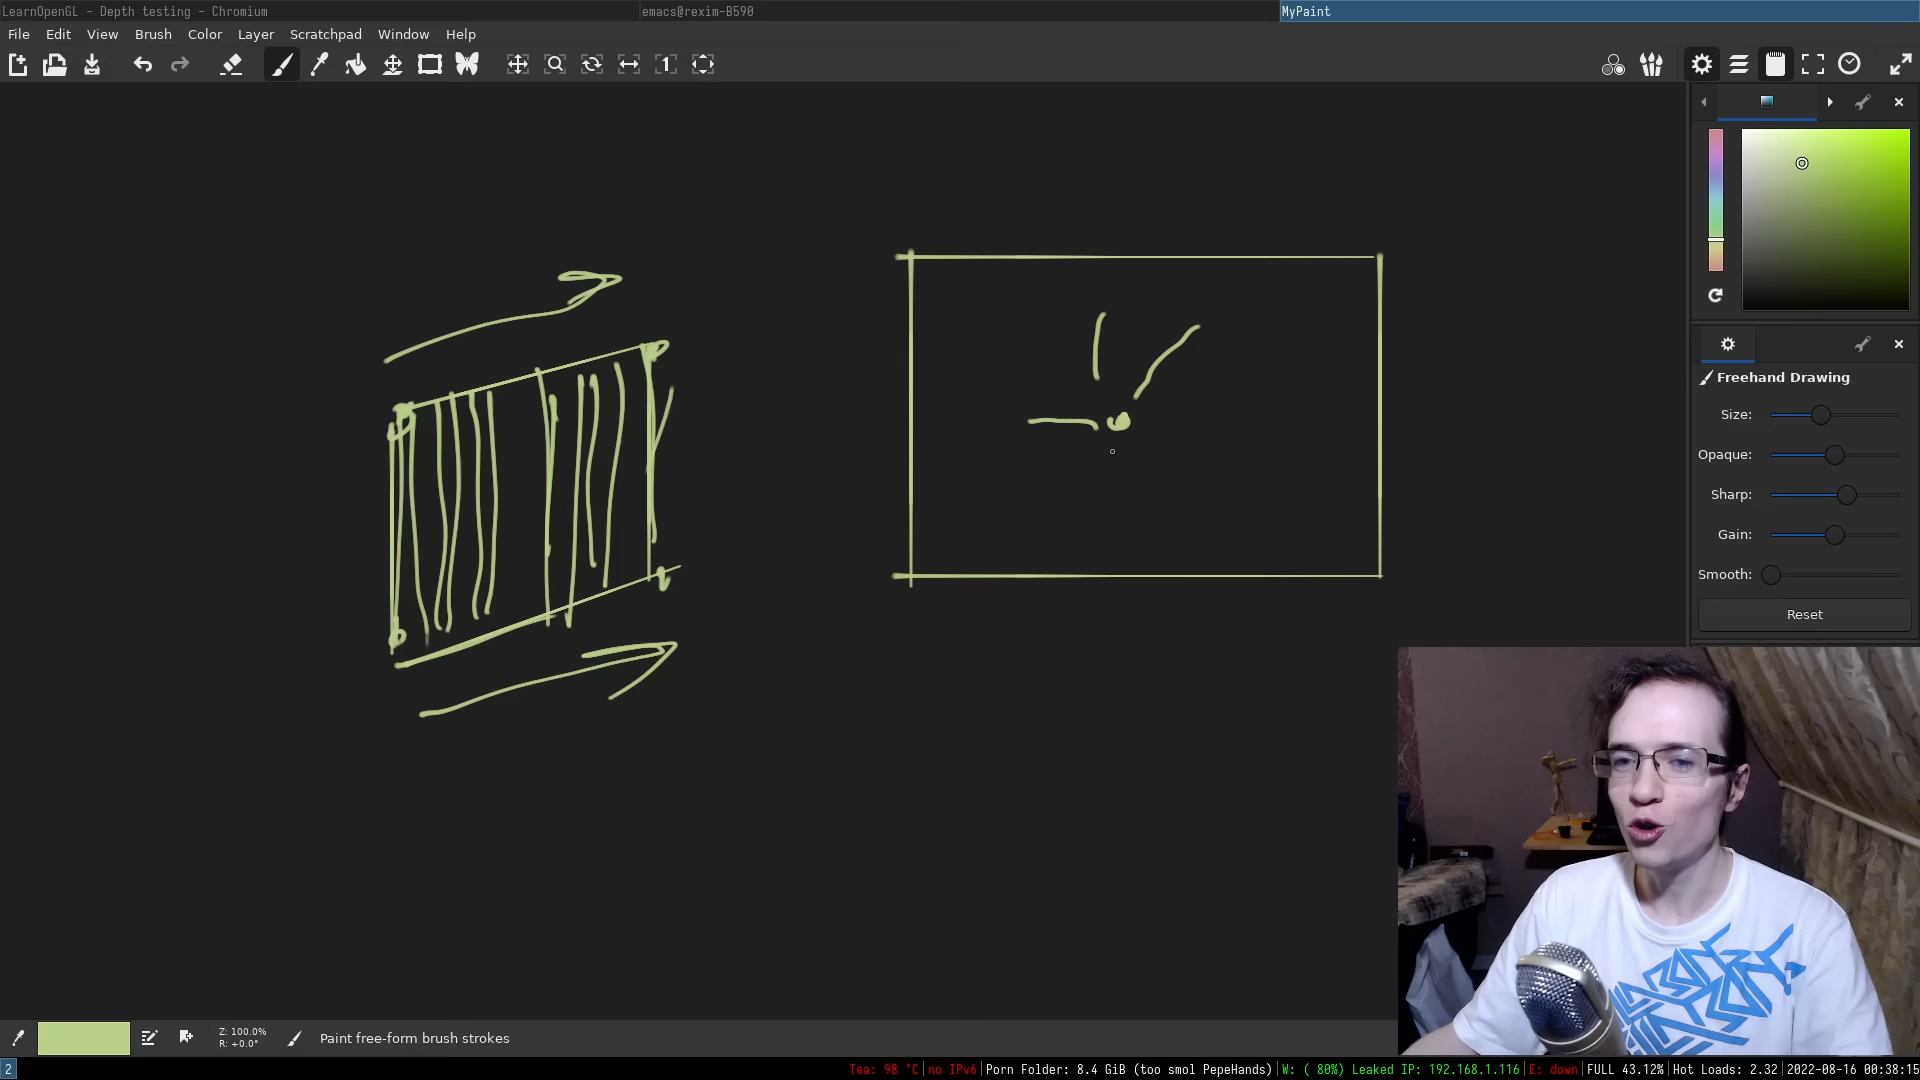 LearnOpenGL - Depth testing - Chromium
emacs@rexim-B590
MyPaint
File Edit View Brush Color Layer Scratchpad Window Help
1
Freehand Drawing
Size:
Opaque:
Sharp:
Gain:
Smooth:
Reset
Z: 100.0%
R: +0.0°
Paint free-form brush strokes
2
Tea: 98 °C|no IPv6|Porn Folder: 8.4 GiB (too smol PepeHands)|W: ( 80%) Leaked IP: 192.168.1.116|E: down|FULL 43.12%|Hot Loads: 2.32|2022-08-16 00:38:15